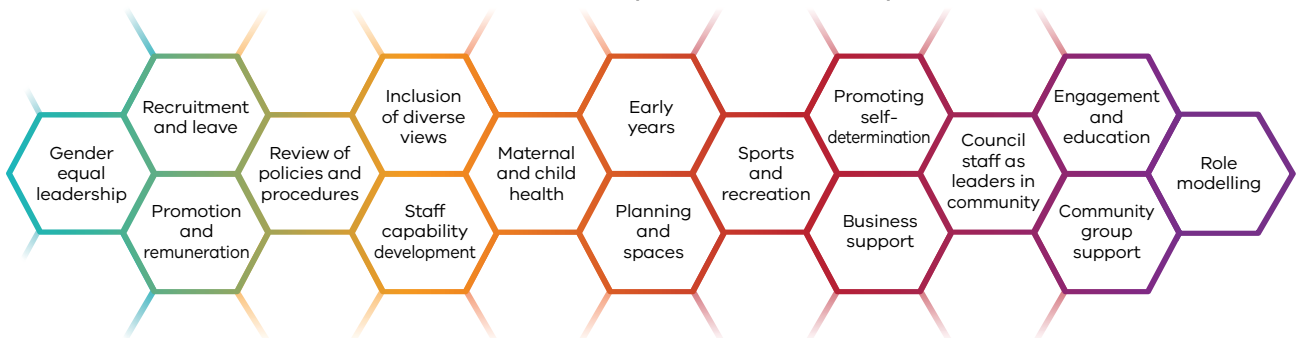 Gender
equal
leadership
Recruitment
and leave
Promotion
and
remuneration
Review of
policies and
procedures
Inclusion
of diverse
views
Staff
capability
development
Maternal
and child
health
Early
years
Planning
and
spaces
Sports
and
recreation
Promoting
self-
determination
Business
support
Council
staff as
leaders in
community
Engagement
and
education
Community
group
support
Role
modelling